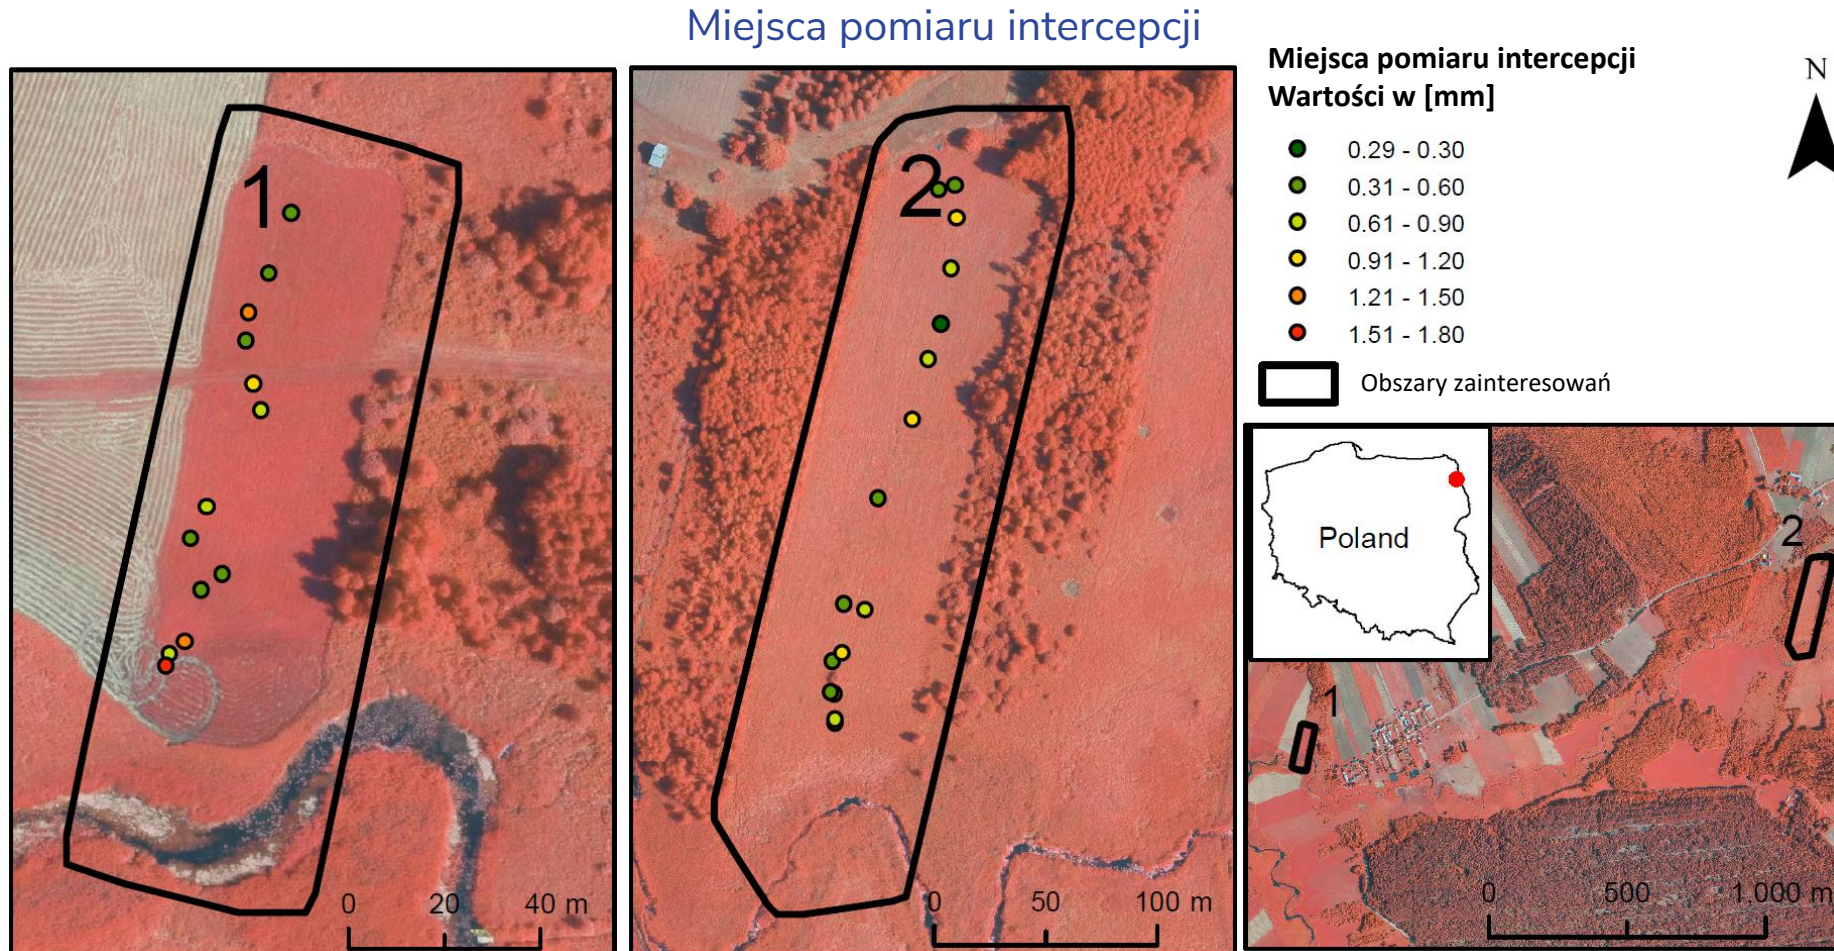 Miejsca pomiaru intercepcji
1
0 20 40 m
2
0 50 100 m
Miejsca pomiaru intercepcji
Wartości w [mm]
0.29 - 0.30
0.31 - 0.60
0.61 - 0.90
0.91 - 1.20
1.21 - 1.50
1.51 - 1.80
Obszary zainteresowań
N
Poland
2
1
0 500 1.000 m